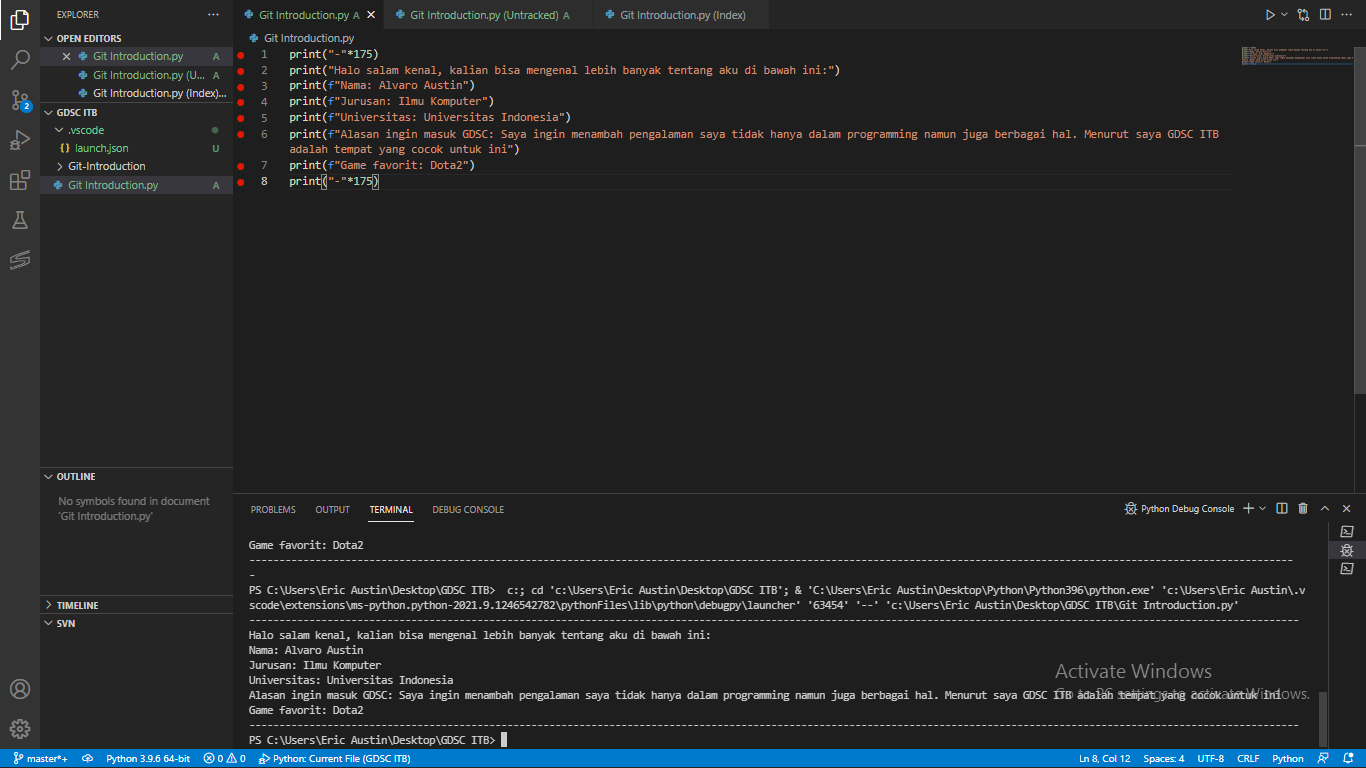 EXPLORER ···
OPEN EDITORS
Git Introduction.py A
Git Introduction.py (U... A
Git Introduction.py (Index)...
GDSC ITB
.vscode
{} launch.json U
Git-Introduction
Git Introduction.py A
OUTLINE
No symbols found in document
'Git Introduction.py'
TIMELINE
SVN
2
Git Introduction.py A
Git Introduction.py (Untracked) A
Git Introduction.py (Index)
Git Introduction.py
1 print("-"*175)
2 print("Halo salam kenal, kalian bisa mengenal lebih banyak tentang aku di bawah ini:")
3 print(f"Nama: Alvaro Austin")
4 print(f"Jurusan: Ilmu Komputer")
5 print(f"Universitas: Universitas Indonesia")
6 print(f"Alasan ingin masuk GDSC: Saya ingin menambah pengalaman saya tidak hanya dalam programming namun juga berbagai hal. Menurut saya GDSC ITB
adalah tempat yang cocok untuk ini")
7 print(f"Game favorit: Dota2")
8 print("-"*175)
PROBLEMS OUTPUT TERMINAL DEBUG CONSOLE
Python Debug Console
Game favorit: Dota2
------------------------------------------------------------------------------------------------------------------------------------------------------------------------------
-
PS C:\Users\Eric Austin\Desktop\GDSC ITB> c:; cd 'c:\Users\Eric Austin\Desktop\GDSC ITB'; & 'C:\Users\Eric Austin\Desktop\Python\Python396\python.exe' 'c:\Users\Eric Austin\.v
scode\extensions\ms-python.python-2021.9.1246542782\pythonFiles\lib\python\debugpy\launcher' '63454' '--' 'c:\Users\Eric Austin\Desktop\GDSC ITB\Git Introduction.py'
-------------------------------------------------------------------------------------------------------------------------------------------------------------------------------
Halo salam kenal, kalian bisa mengenal lebih banyak tentang aku di bawah ini:
Nama: Alvaro Austin
Jurusan: Ilmu Komputer
Universitas: Universitas Indonesia
Alasan ingin masuk GDSC: Saya ingin menambah pengalaman saya tidak hanya dalam programming namun juga berbagai hal. Menurut saya GDSC ITB adalah tempat yang cocok untuk ini
Game favorit: Dota2
-------------------------------------------------------------------------------------------------------------------------------------------------------------------------------
PS C:\Users\Eric Austin\Desktop\GDSC ITB>
Activate Windows
Go to PC settings to activate Windows.
master*+ Python 3.9.6 64-bit 0 0 Python: Current File (GDSC ITB)
Ln 8, Col 12 Spaces: 4 UTF-8 CRLF Python